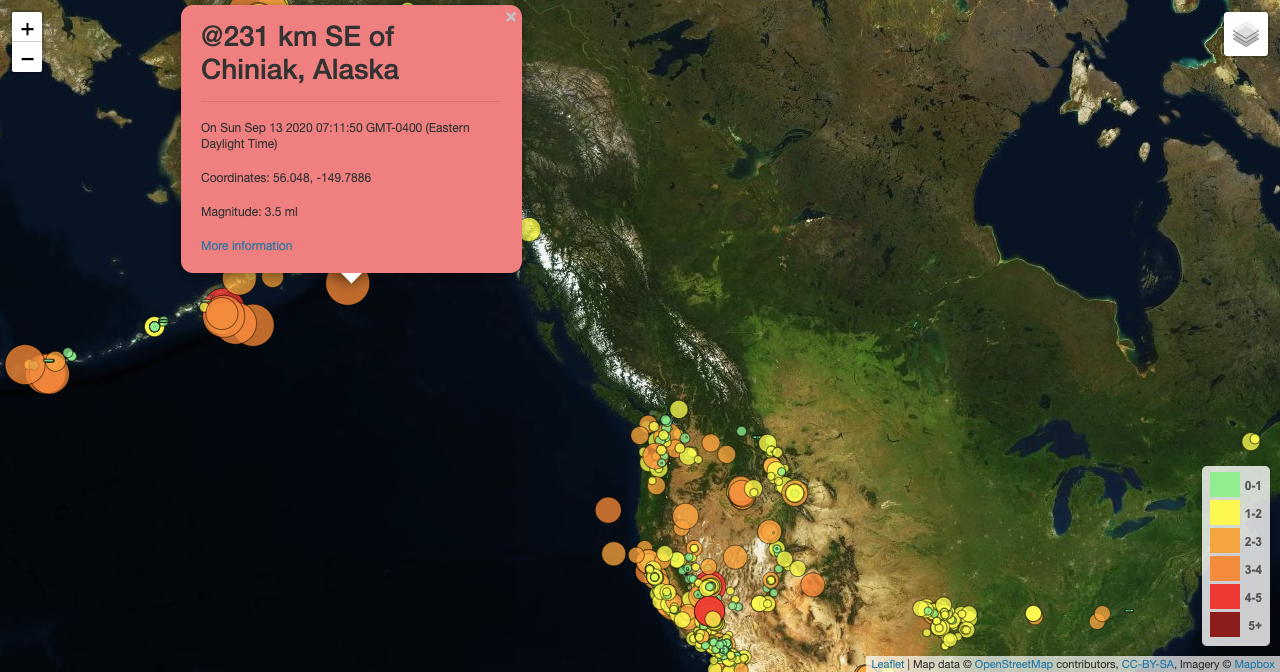 +
−
×
@231 km SE of
Chiniak, Alaska
On Sun Sep 13 2020 07:11:50 GMT-0400 (Eastern
Daylight Time)
Coordinates: 56.048, -149.7886
Magnitude: 3.5 ml
More information
0-1
1-2
2-3
3-4
4-5
5+
Leaflet | Map data © OpenStreetMap contributors, CC-BY-SA, Imagery © Mapbox